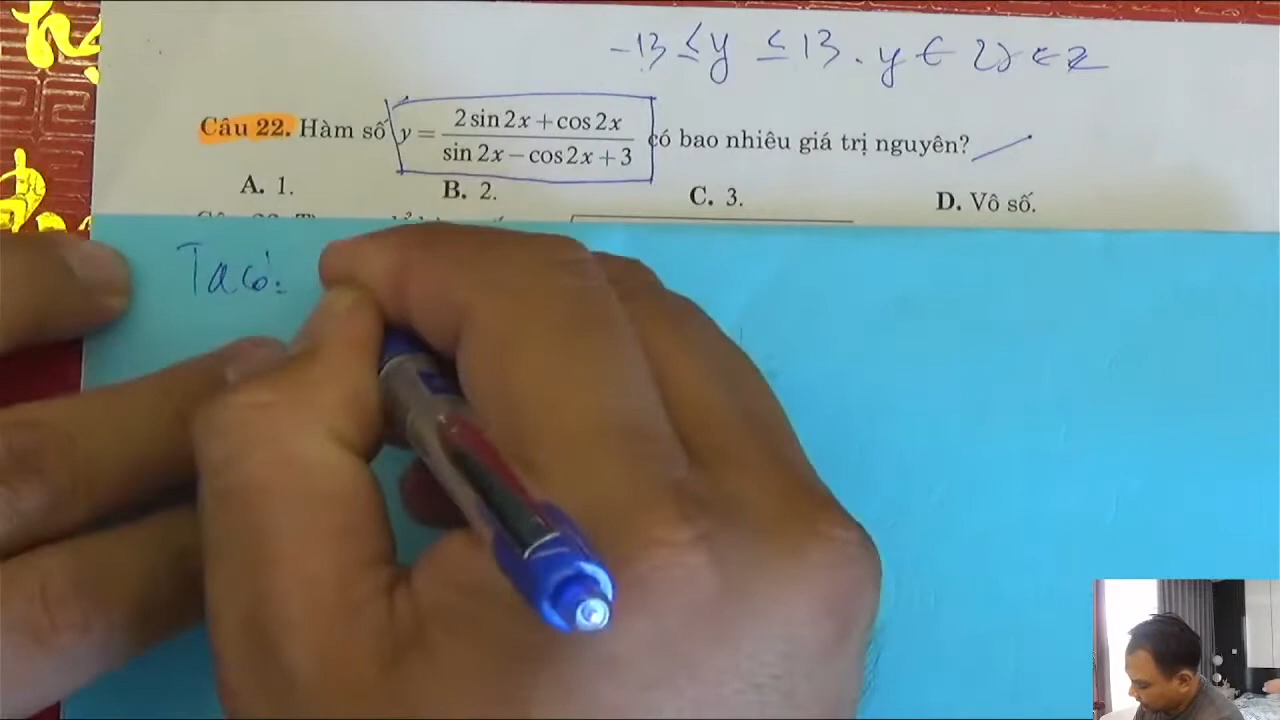 -13 ≤ y ≤ 13. y ∈
Câu 22. Hàm số y = \frac{2 sin 2x + cos 2x}{sin 2x − cos 2x + 3} có bao nhiêu giá trị nguyên?
A. 1. B. 2. C. 3. D. Vô số.
Ta có: